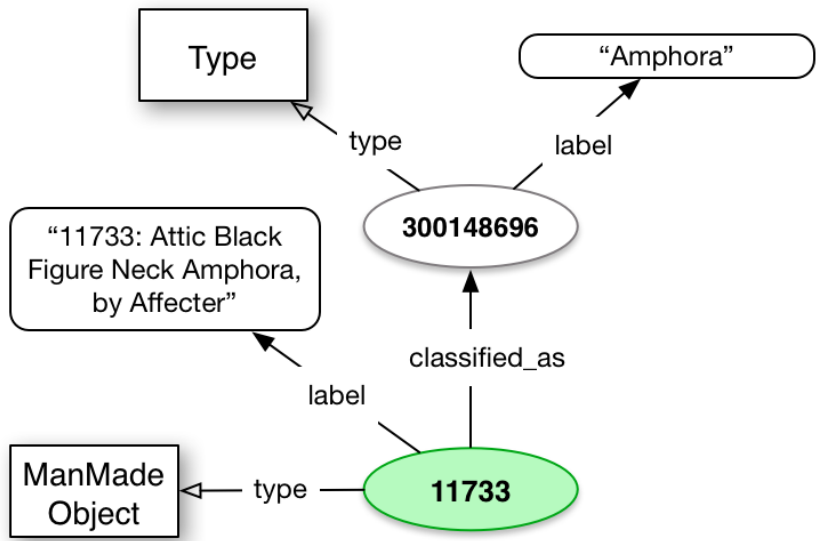 Type
“Amphora”
type
label
300148696
“11733: Attic Black
Figure Neck Amphora,
by Affecter”
classified_as
label
ManMade
Object
type
11733